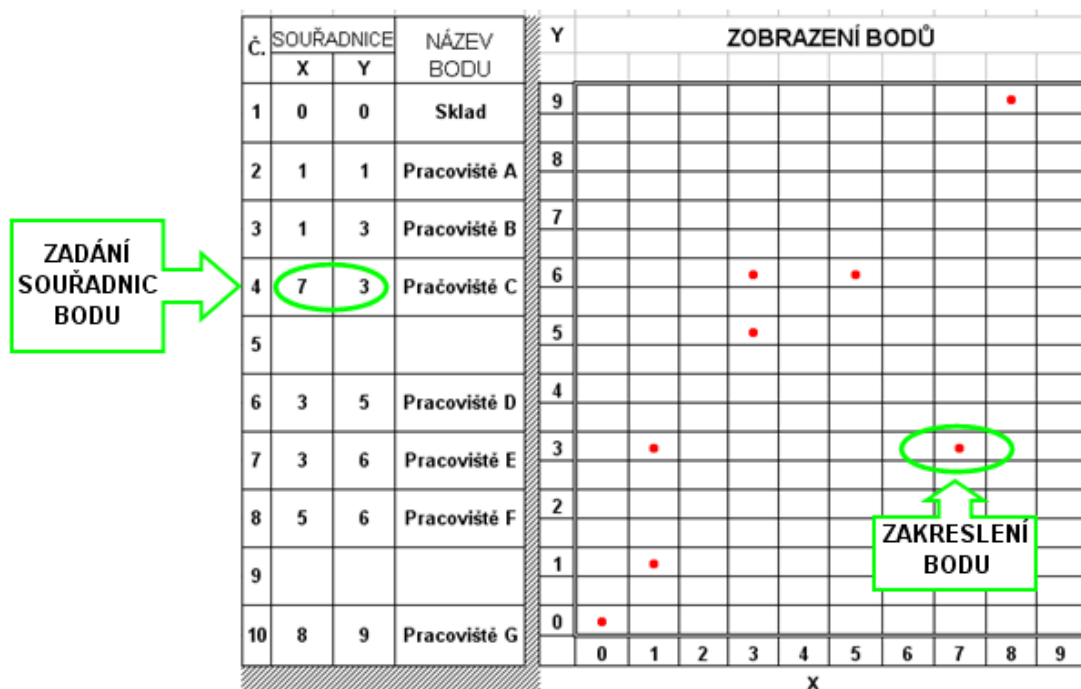 Č. SOUŘADNICE NÁZEV BODU
X Y
1 0 0 Sklad
2 1 1 Pracoviště A
3 1 3 Pracoviště B
4 7 3 Pračoviště C
5
6 3 5 Pracoviště D
7 3 6 Pracoviště E
8 5 6 Pracoviště F
9
10 8 9 Pracoviště G
ZADÁNÍ
SOUŘADNIC
BODU
Y ZOBRAZENÍ BODŮ
9
8
7
6
5
4
3
2
1
0
ZAKRESLENÍ
BODU
0 1 2 3 4 5 6 7 8 9
X